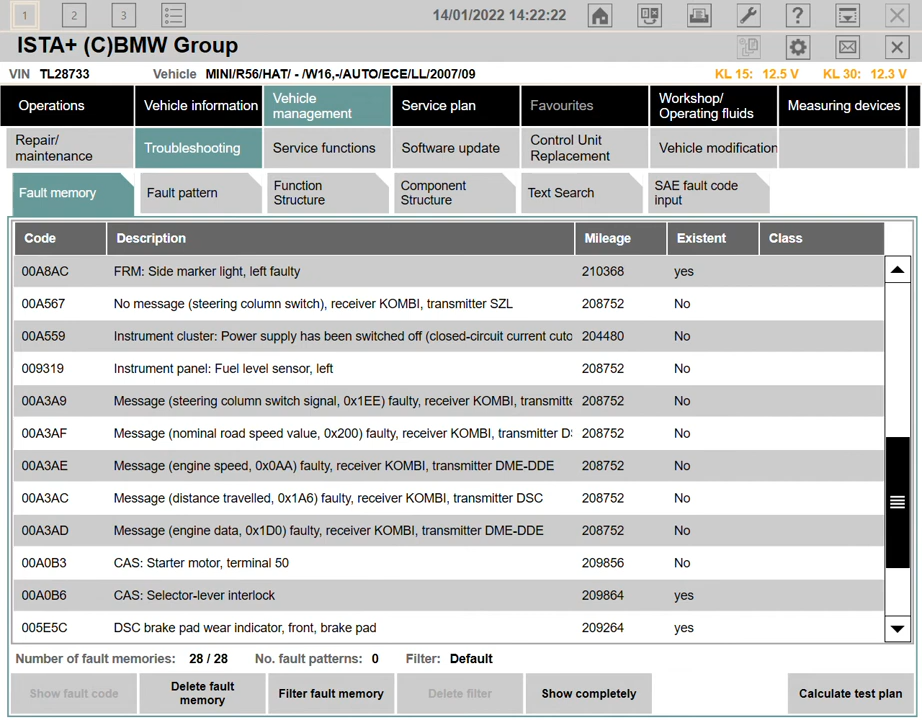 1 2 3 14/01/2022 14:22:22 ?
ISTA+ (C)BMW Group
VIN TL28733 Vehicle MINI/R56/HAT/ - /W16,-/AUTO/ECE/LL/2007/09 KL 15: 12.5 V KL 30: 12.3 V
Operations
Vehicle information
Vehicle
management
Service plan
Favourites
Workshop/
Operating fluids
Measuring devices
Repair/
maintenance
Troubleshooting
Service functions
Software update
Control Unit
Replacement
Vehicle modification
Fault memory
Fault pattern
Function
Structure
Component
Structure
Text Search
SAE fault code
input
Code Description Mileage Existent Class
00A8AC FRM: Side marker light, left faulty 210368 yes
00A567 No message (steering column switch), receiver KOMBI, transmitter SZL 208752 No
00A559 Instrument cluster: Power supply has been switched off (closed-circuit current cuto 204480 No
009319 Instrument panel: Fuel level sensor, left 208752 No
00A3A9 Message (steering column switch signal, 0x1EE) faulty, receiver KOMBI, transmitte 208752 No
00A3AF Message (nominal road speed value, 0x200) faulty, receiver KOMBI, transmitter D 208752 No
00A3AE Message (engine speed, 0x0AA) faulty, receiver KOMBI, transmitter DME-DDE 208752 No
00A3AC Message (distance travelled, 0x1A6) faulty, receiver KOMBI, transmitter DSC 208752 No
00A3AD Message (engine data, 0x1D0) faulty, receiver KOMBI, transmitter DME-DDE 208752 No
00A0B3 CAS: Starter motor, terminal 50 209856 No
00A0B6 CAS: Selector-lever interlock 209864 yes
005E5C DSC brake pad wear indicator, front, brake pad 209264 yes
Number of fault memories: 28 / 28 No. fault patterns: 0 Filter: Default
Show fault code
Delete fault
memory
Filter fault memory
Delete filter
Show completely
Calculate test plan